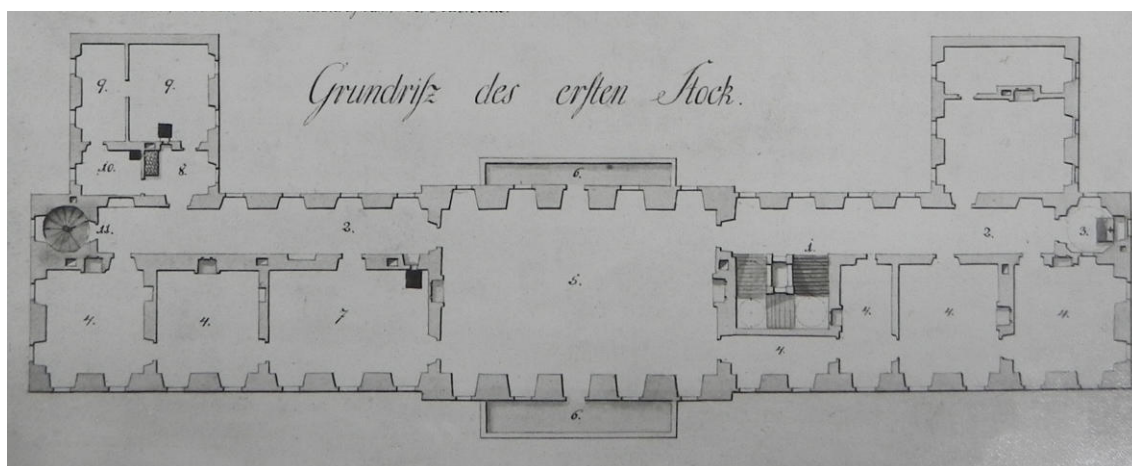 Grundriß des ersten Stock.
9. 9.
10. 8.
6.
11. 2. 1. 2. 3.
5.
4. 4. 7. 4. 4. 4.
4.
6.